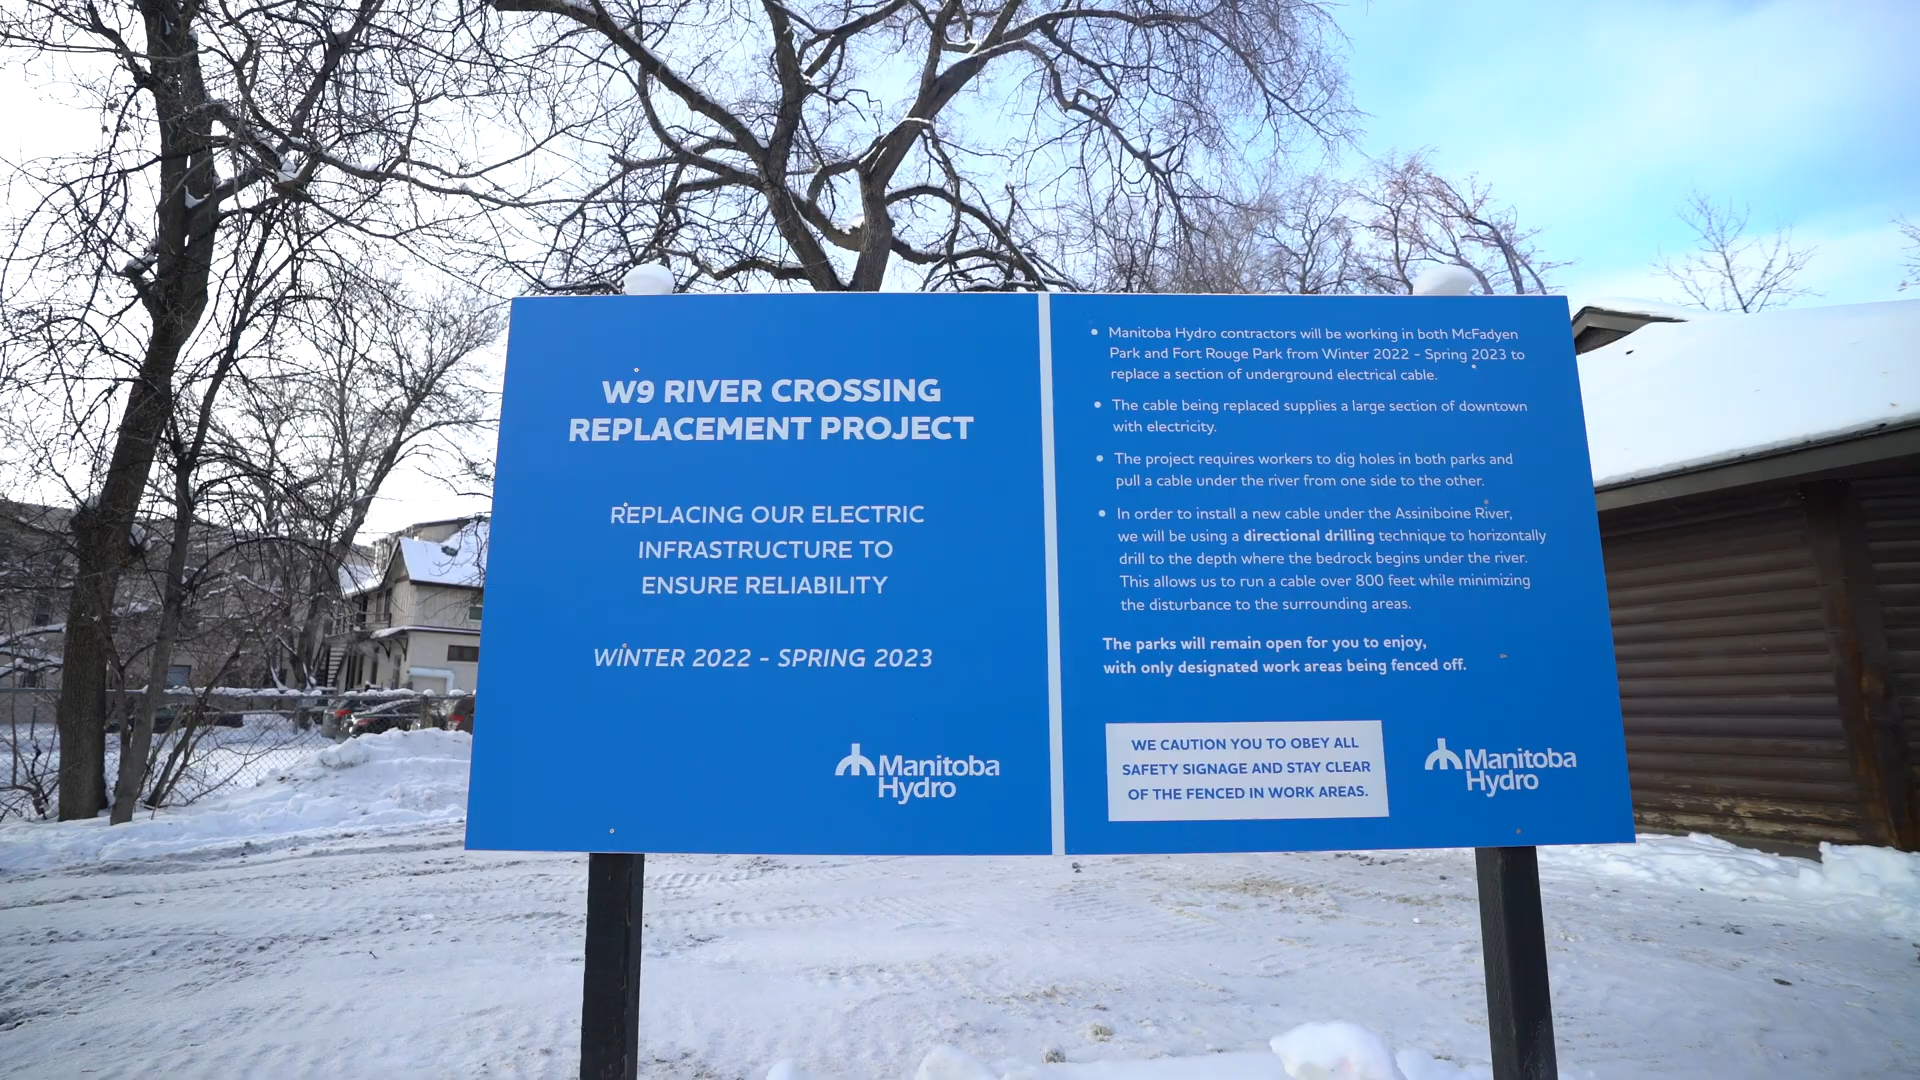 W9 RIVER CROSSING
REPLACEMENT PROJECT
REPLACING OUR ELECTRIC
INFRASTRUCTURE TO
ENSURE RELIABILITY
WINTER 2022 - SPRING 2023
Manitoba
Hydro
• Manitoba Hydro contractors will be working in both McFadyen
Park and Fort Rouge Park from Winter 2022 - Spring 2023 to
replace a section of underground electrical cable.
• The cable being replaced supplies a large section of downtown
with electricity.
• The project requires workers to dig holes in both parks and
pull a cable under the river from one side to the other.
• In order to install a new cable under the Assiniboine River,
we will be using a directional drilling technique to horizontally
drill to the depth where the bedrock begins under the river.
This allows us to run a cable over 800 feet while minimizing
the disturbance to the surrounding areas.
The parks will remain open for you to enjoy,
with only designated work areas being fenced off.
WE CAUTION YOU TO OBEY ALL
SAFETY SIGNAGE AND STAY CLEAR
OF THE FENCED IN WORK AREAS.
Manitoba
Hydro